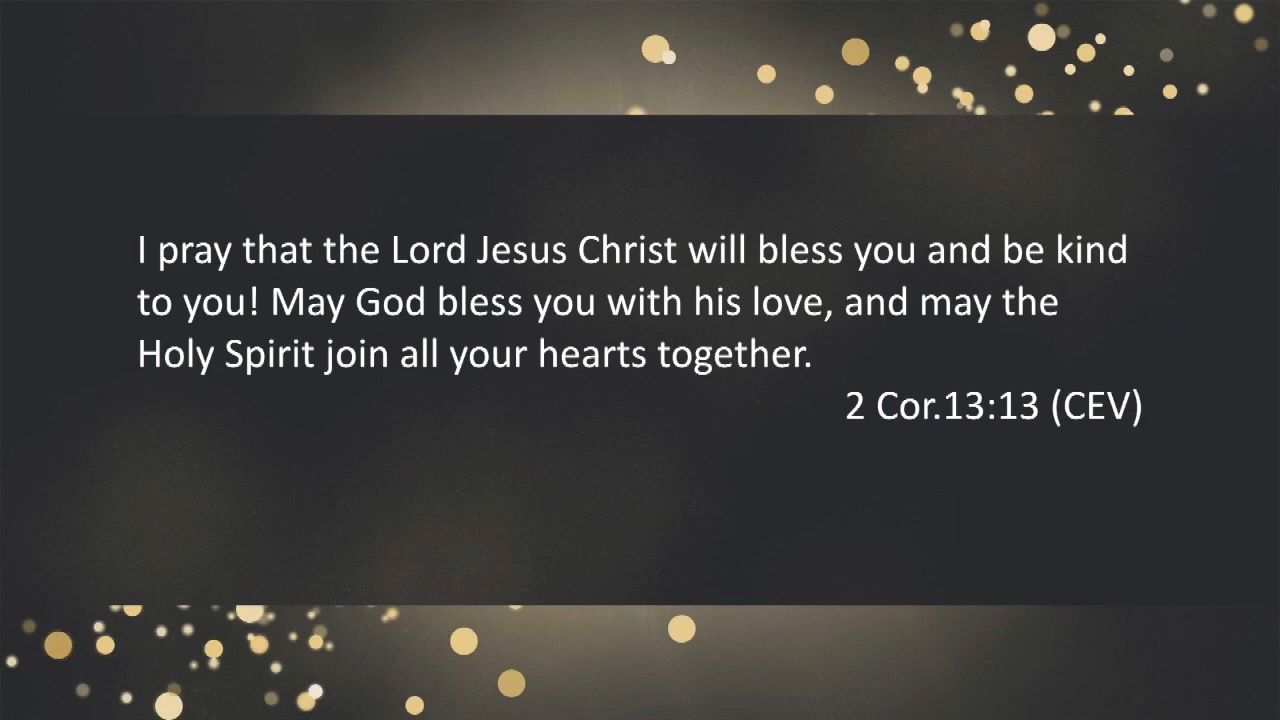 I pray that the Lord Jesus Christ will bless you and be kind
to you! May God bless you with his love, and may the
Holy Spirit join all your hearts together.
2 Cor.13:13 (CEV)